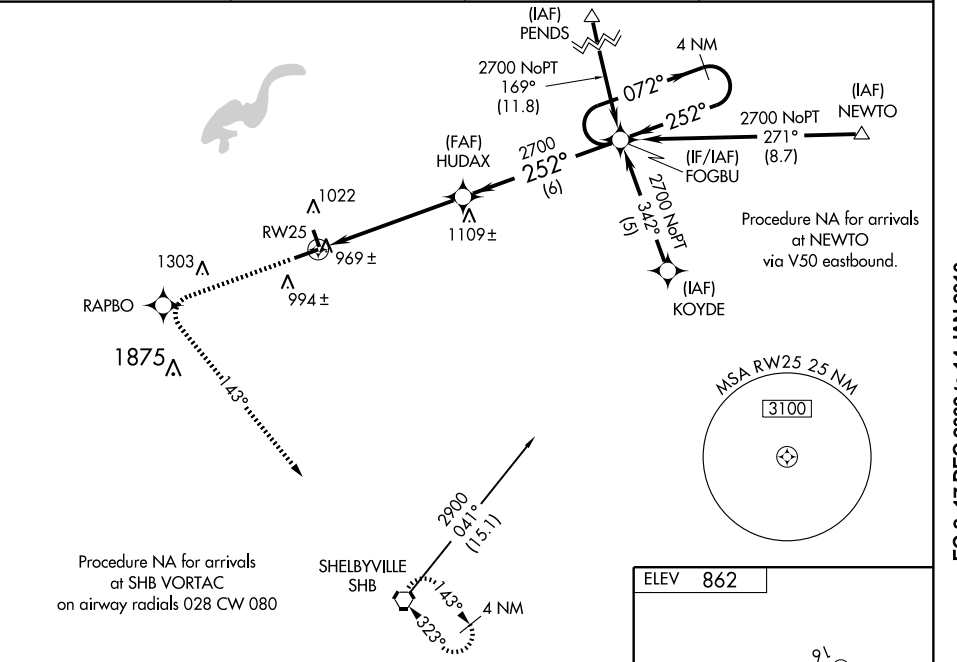 (IAF)
PENDS
4 NM
2700 NoPT
169°
(11.8)
072°
252°
(IAF)
NEWTO
2700 NoPT
271°
(8.7)
(FAF)
HUDAX
2700
252°
(6)
(IF/IAF)
FOGBU
2700 NoPT
342°
(5)
1022
RW25
969 ±
1109 ±
Procedure NA for arrivals
at NEWTO
via V50 eastbound.
1303
994 ±
(IAF)
KOYDE
RAPBO
1875
143°
MSA RW25 25 NM
3100
2900
041°
(15.1)
Procedure NA for arrivals
at SHB VORTAC
on airway radials 028 CW 080
SHELBYVILLE
SHB
143°
4 NM
323°
ELEV 862